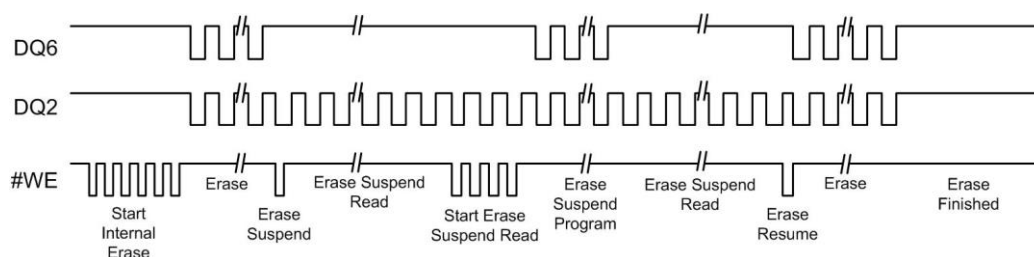 DQ6
DQ2
#WE
Start
Internal
Erase
Erase
Erase
Suspend
Erase Suspend
Read
Start Erase
Suspend Read
Erase
Suspend
Program
Erase Suspend
Read
Erase
Resume
Erase
Erase
Finished